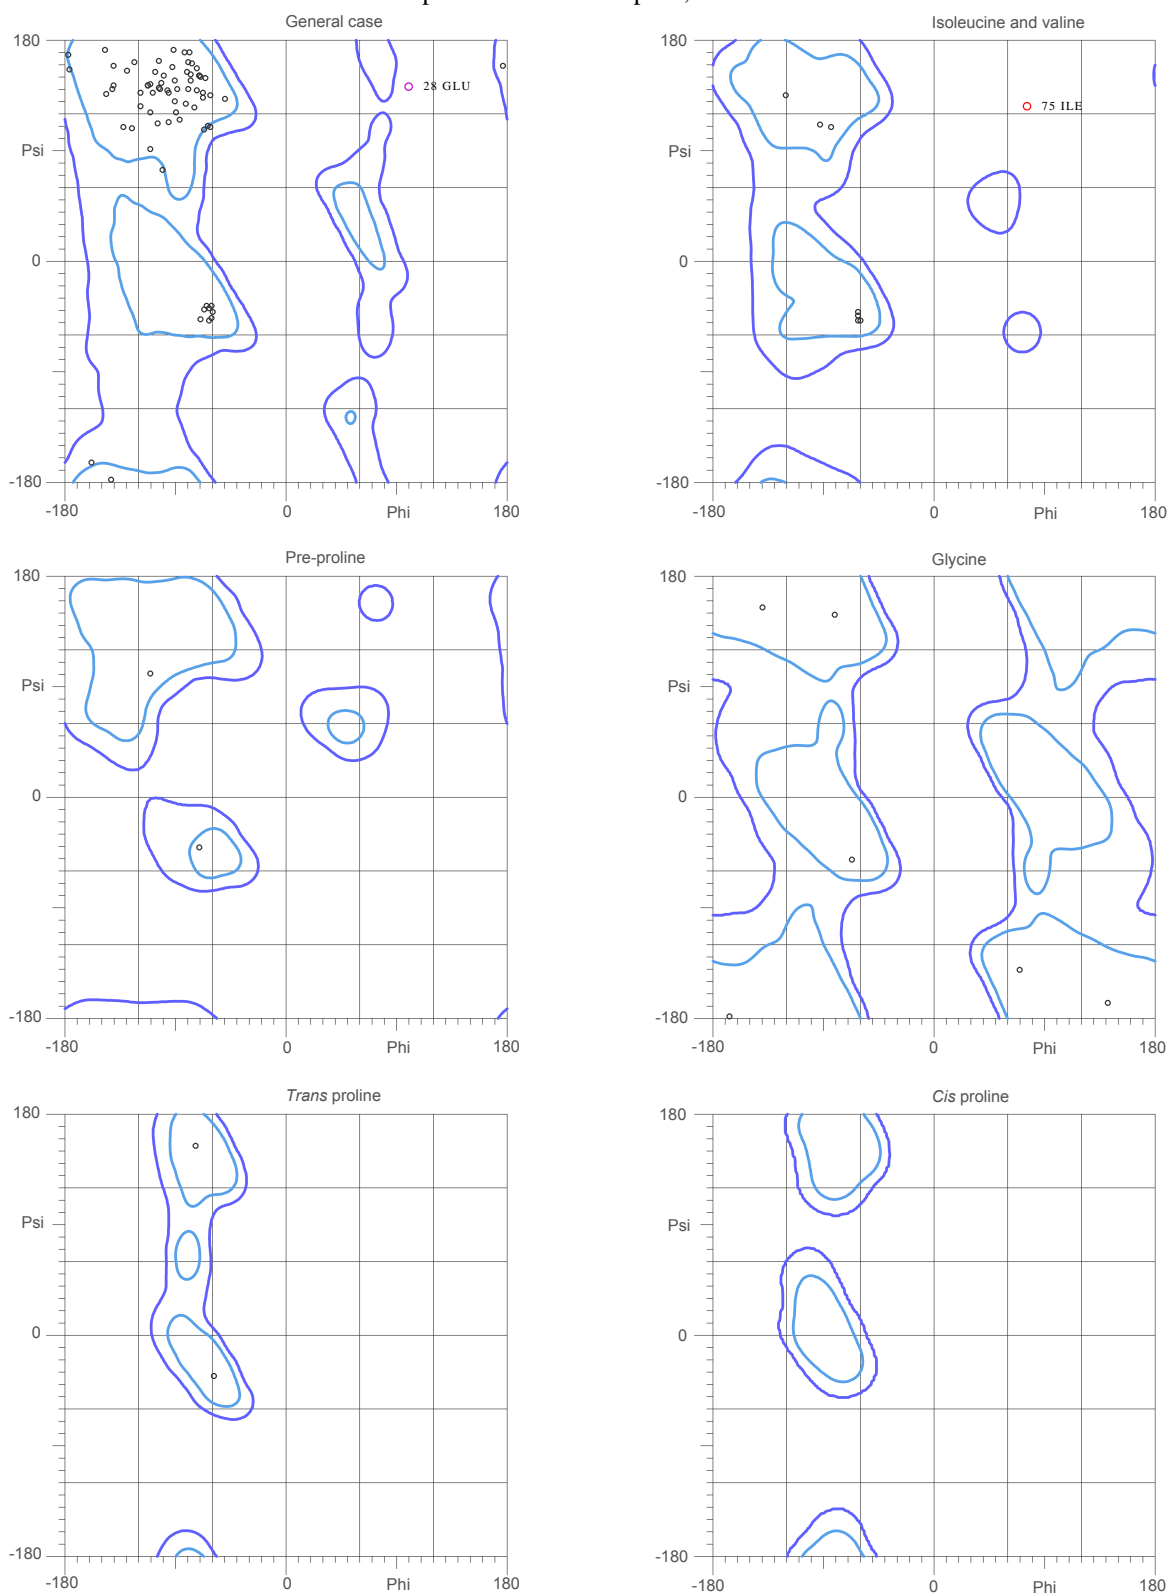 General case
Isoleucine and valine
180
Psi
0
-180
-180
0
Phi
180
28 GLU
180
Psi
0
-180
-180
0
Phi
180
75 ILE
Pre-proline
Glycine
180
Psi
0
-180
-180
0
Phi
180
180
Psi
0
-180
-180
0
Phi
180
Trans proline
Cis proline
180
Psi
0
-180
-180
0
Phi
180
180
Psi
0
-180
-180
0
Phi
180